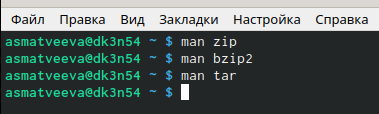 Файл Правка Вид Закладки Настройка Справка
asmatveeva@dk3n54 ~ $ man zip
asmatveeva@dk3n54 ~ $ man bzip2
asmatveeva@dk3n54 ~ $ man tar
asmatveeva@dk3n54 ~ $